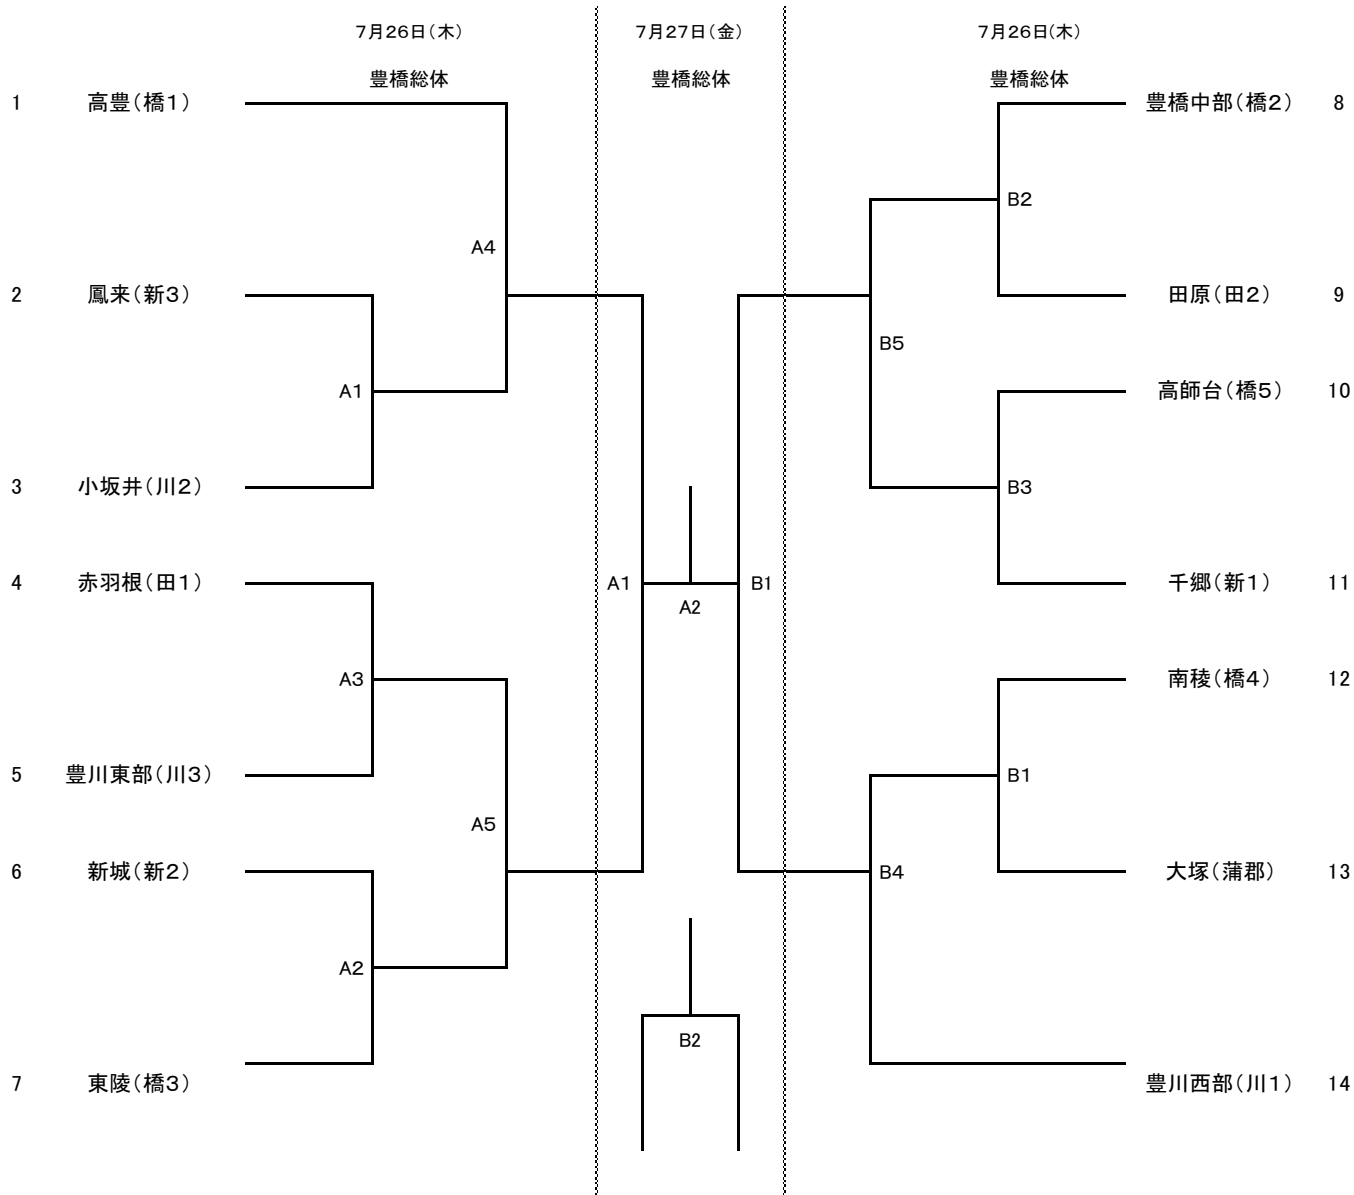 7月26日（木）
7月27日（金）
7月26日（木）
豊橋総体
豊橋総体
豊橋総体
1 高豊（橋1）
豊橋中部（橋2） 8
B2
A4
2 鳳来（新3）
田原（田2） 9
B5
A1
高師台（橋5） 10
3 小坂井（川2）
B3
4 赤羽根（田1）
A1
A2
B1
千郷（新1） 11
A3
南稜（橋4） 12
5 豊川東部（川3）
B1
A5
6 新城（新2）
B4
大塚（蒲郡） 13
A2
B2
7 東陵（橋3）
豊川西部（川1） 14